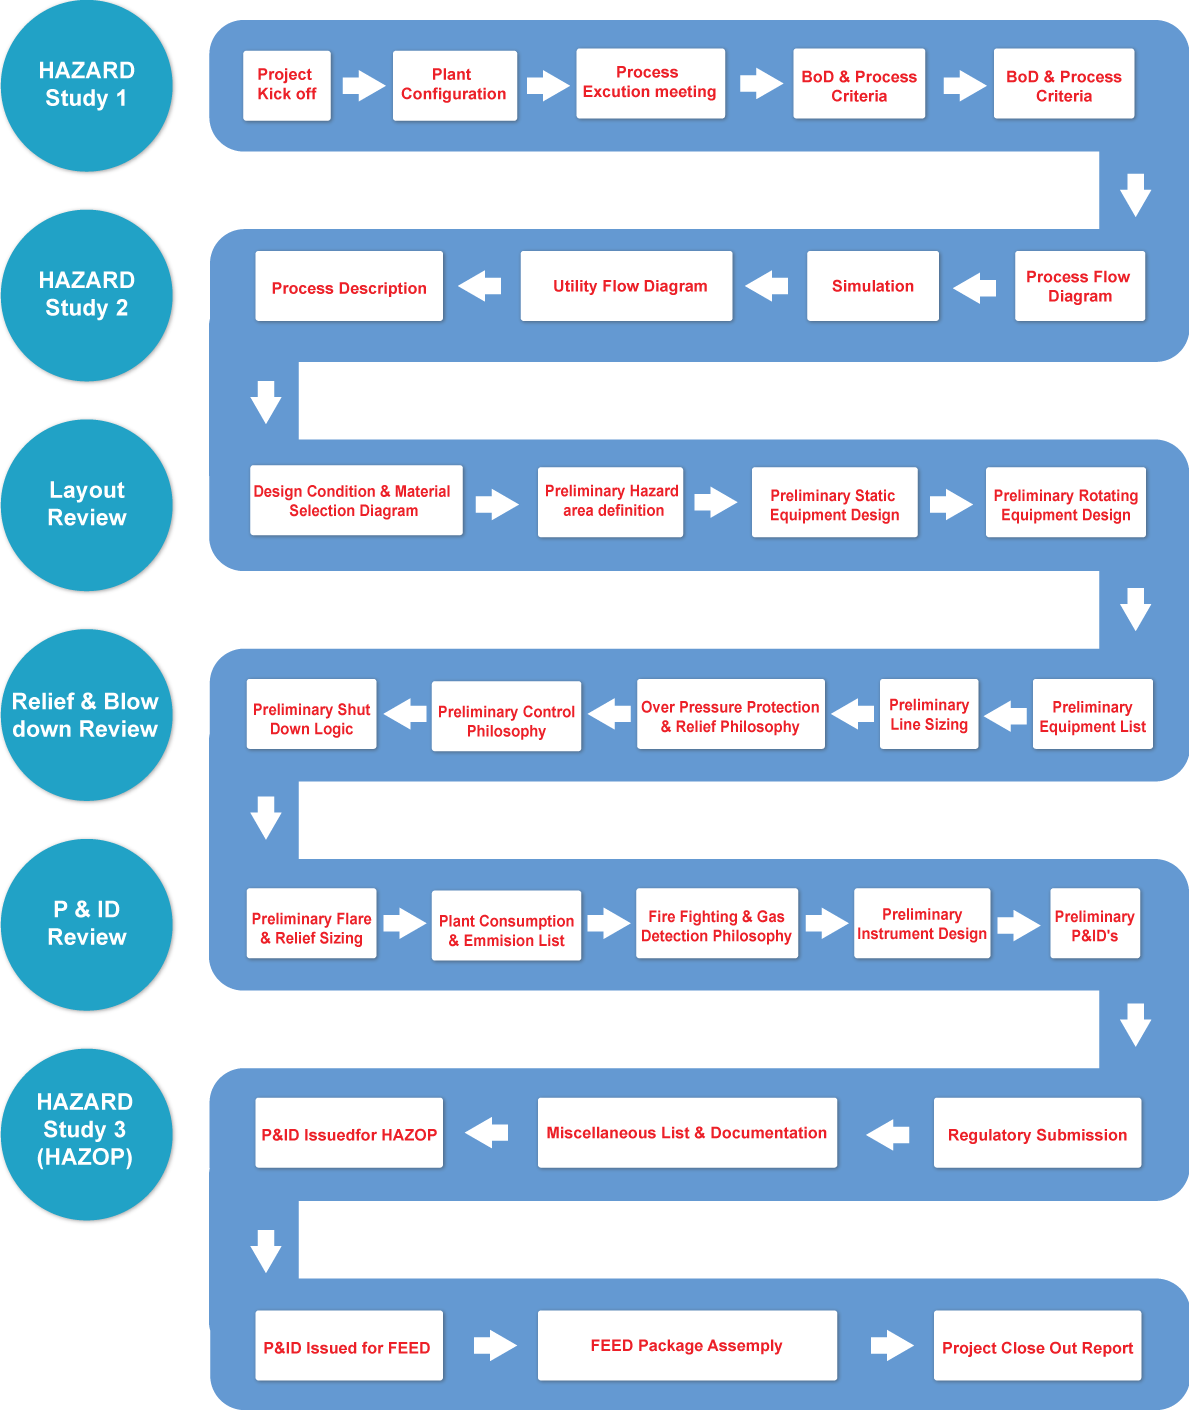 HAZARD
Study 1
Project
Kick off
Plant
Configuration
Process
Excution meeting
BoD & Process
Criteria
BoD & Process
Criteria
HAZARD
Study 2
Process Description
Utility Flow Diagram
Simulation
Process Flow
Diagram
Layout
Review
Design Condition & Material
Selection Diagram
Preliminary Hazard
area definition
Preliminary Static
Equipment Design
Preliminary Rotating
Equipment Design
Relief & Blow
down Review
Preliminary Shut
Down Logic
Preliminary Control
Philosophy
Over Pressure Protection
& Relief Philosophy
Preliminary
Line Sizing
Preliminary
Equipment List
P & ID
Review
Preliminary Flare
& Relief Sizing
Plant Consumption
& Emmision List
Fire Fighting & Gas
Detection Philosophy
Preliminary
Instrument Design
Preliminary
P&ID's
HAZARD
Study 3
(HAZOP)
P&ID Issuedfor HAZOP
Miscellaneous List & Documentation
Regulatory Submission
P&ID Issued for FEED
FEED Package Assemply
Project Close Out Report